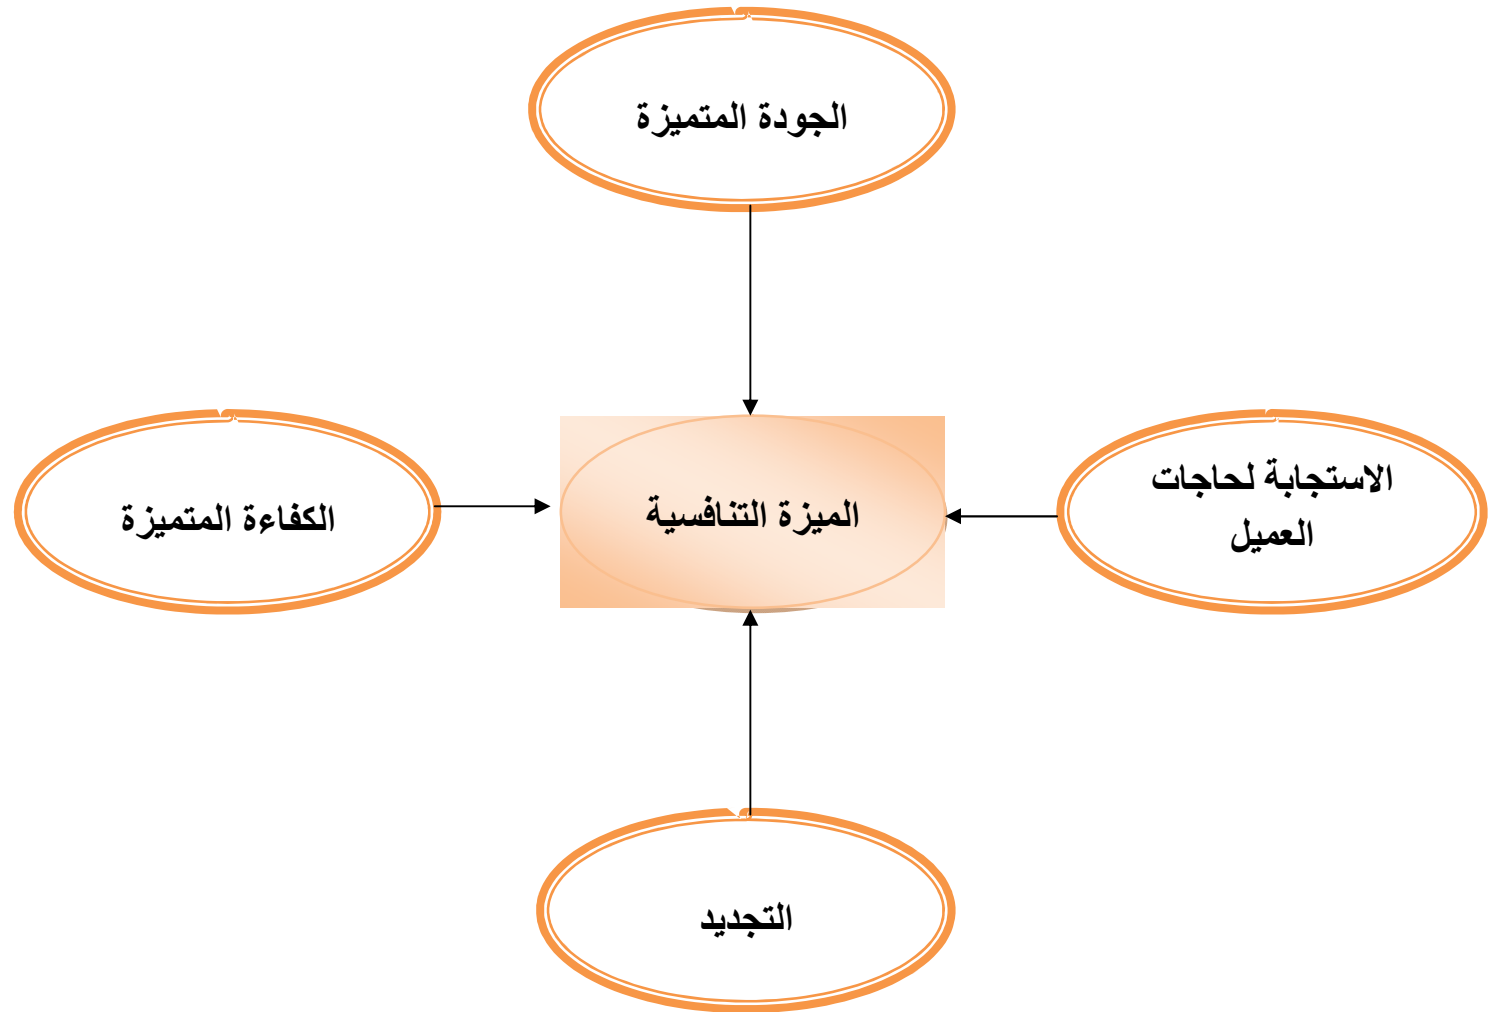 الجودة المتميزة
الاستجابة لحاجات
العميل
الميزة التنافسية
الكفاءة المتميزة
التجديد